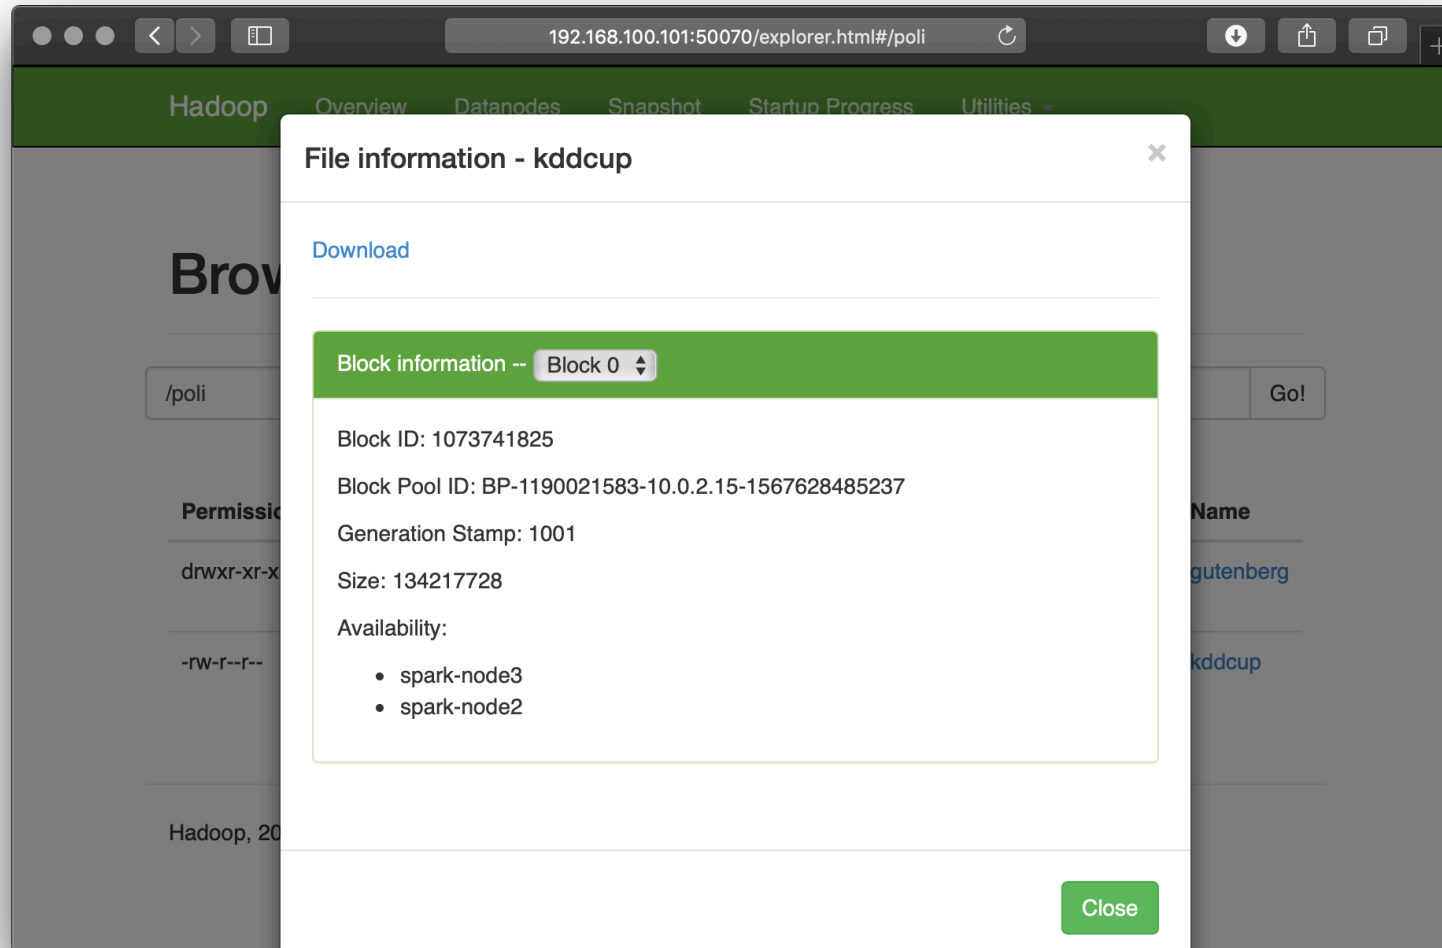 192.168.100.101:50070/explorer.html#/poli
Hadoop Overview Datanodes Snapshot Startup Progress Utilities
File information - kddcup
×
Download
Block information -- Block 0
/poli
Go!
Block ID: 1073741825
Block Pool ID: BP-1190021583-10.0.2.15-1567628485237
Name
Generation Stamp: 1001
drwxr-xr-x
gutenberg
Size: 134217728
Availability:
-rw-r--r--
kddcup
• spark-node3
• spark-node2
Hadoop, 20
Close